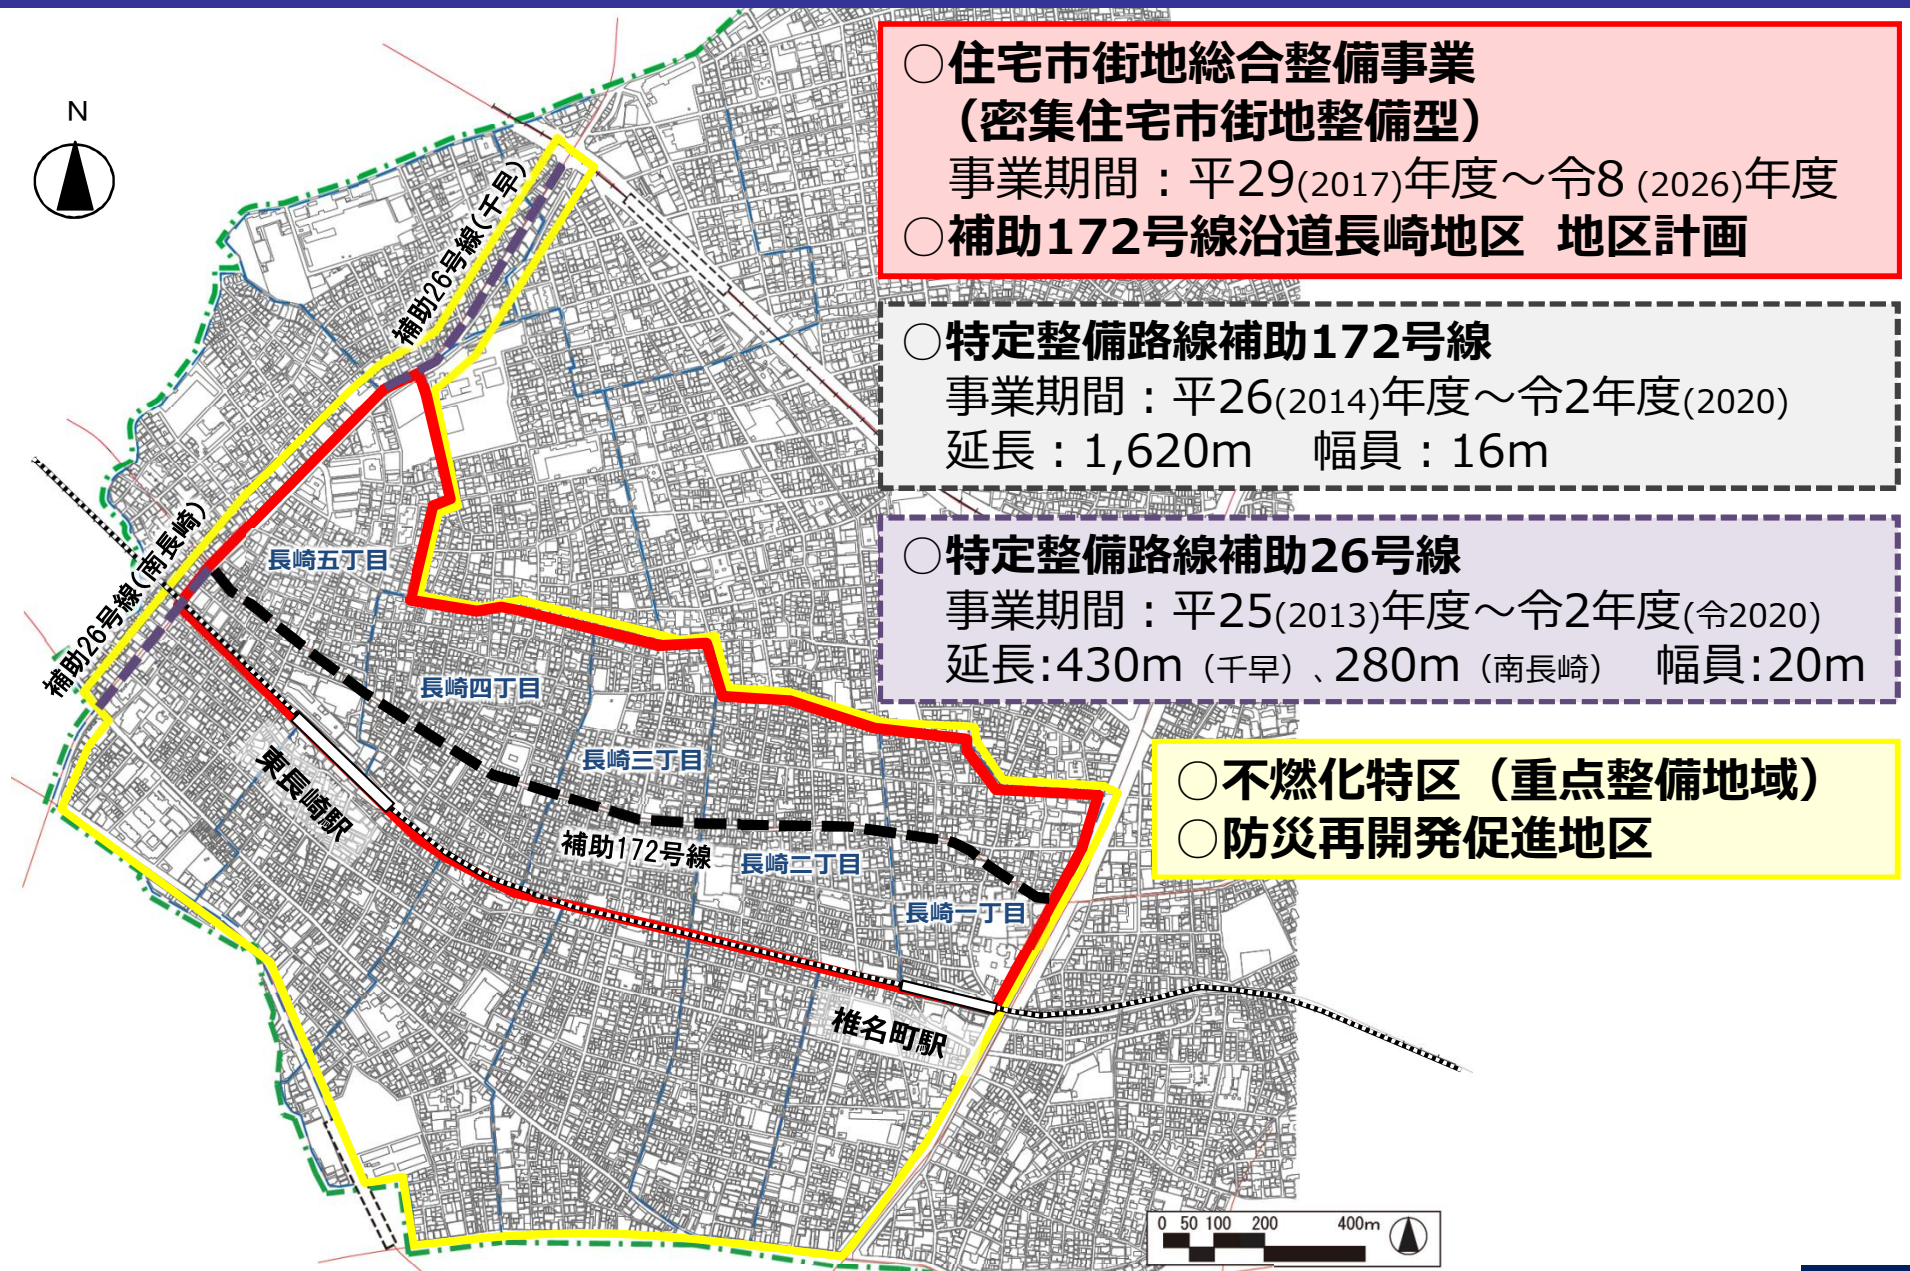 ○住宅市街地総合整備事業
（密集住宅市街地整備型）
事業期間：平29(2017)年度～令8 (2026)年度
○補助172号線沿道長崎地区 地区計画
○特定整備路線補助172号線
事業期間：平26(2014)年度～令2年度(2020)
延長：1,620m 幅員：16m
○特定整備路線補助26号線
事業期間：平25(2013)年度～令2年度(令2020)
延長:430m（千早）、280m（南長崎） 幅員:20m
○不燃化特区（重点整備地域）
○防災再開発促進地区
N
補助26号線(千早)
補助26号線(南長崎)
長崎五丁目
長崎四丁目
長崎三丁目
補助172号線
長崎二丁目
長崎一丁目
東長崎駅
椎名町駅
0 50 100 200 400m